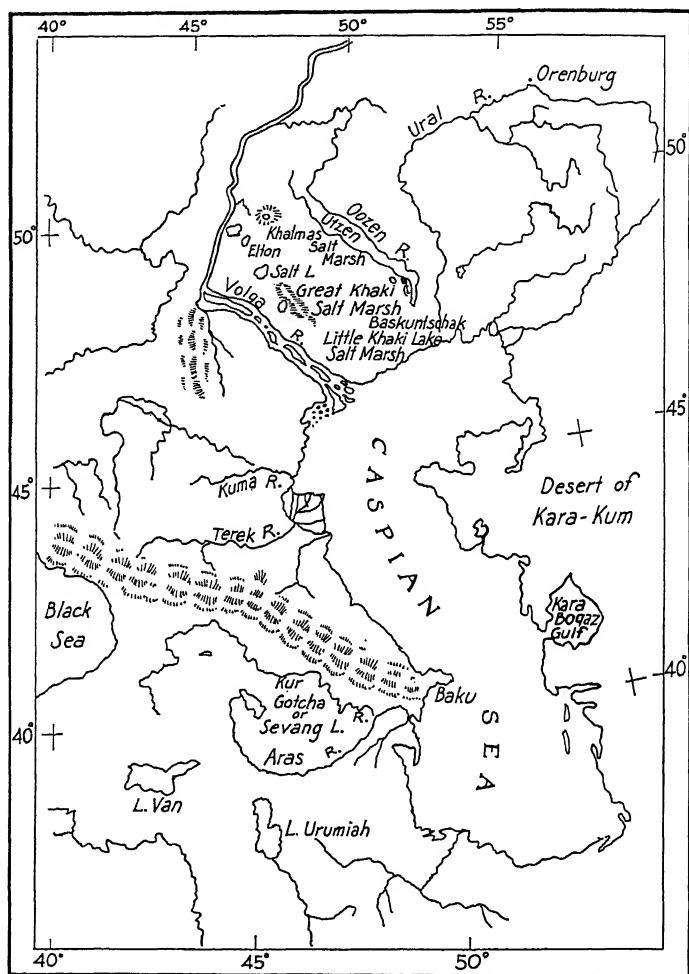 40° 45° 50° 55°
Orenburg
Ural R.
50°
50°
Oozen R.
Utzen
Khalmas
Salt
Marsh
Elton
Salt L
Great Khaki
Salt Marsh
Volga R.
Baskuntschak
Little Khaki Lake
Salt Marsh
45°
CASPIAN SEA
45°
Kuma R.
Desert of
Kara-Kum
Terek R.
Black
Sea
Kara
Bogaz
Gulf
40°
Baku
Kur R.
Gotcha
or
Sevang L.
40°
Aras R.
L. Van
L. Urumiah
40° 45° 50°